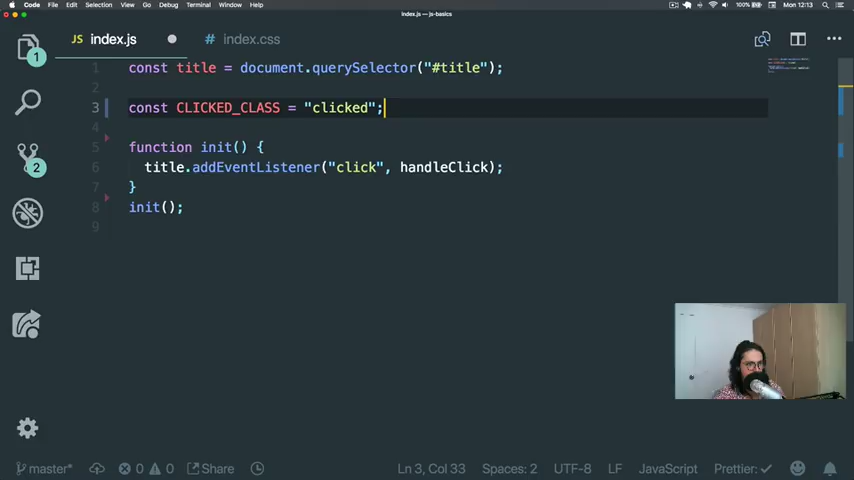 Code File Edit Selection View Go Debug Terminal Window Help 100% Mon 12:13
index.js — js-basics
JS index.js # index.css
1 const title = document.querySelector("#title");
2
3 const CLICKED_CLASS = "clicked";
4
5 function init() {
6 title.addEventListener("click", handleClick);
7 }
8 init();
9
1
2
master* 0 0 Share Ln 3, Col 33 Spaces: 2 UTF-8 LF JavaScript Prettier: ✓